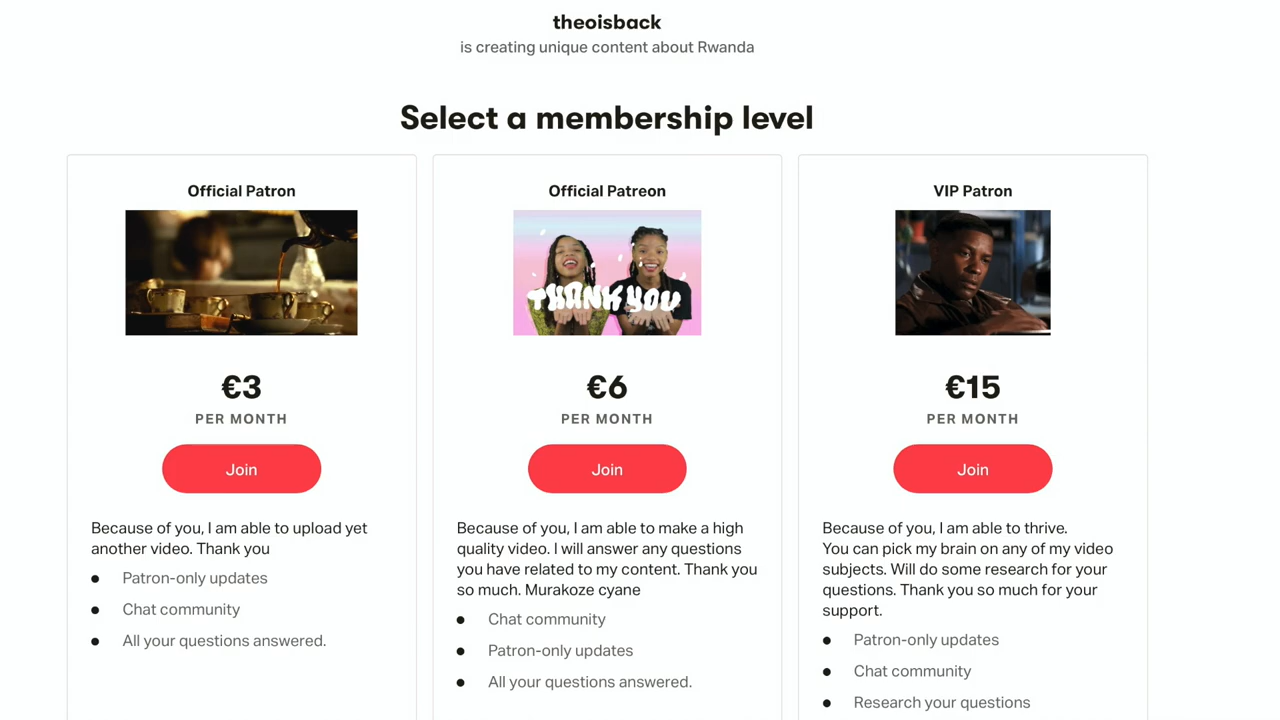 theoisback
is creating unique content about Rwanda
Select a membership level
Official Patron
€3
PER MONTH
Join
Because of you, I am able to upload yet
another video. Thank you
Patron-only updates
Chat community
All your questions answered.
Official Patreon
THANK YOU
€6
PER MONTH
Join
Because of you, I am able to make a high
quality video. I will answer any questions
you have related to my content. Thank you
so much. Murakoze cyane
Chat community
Patron-only updates
All your questions answered.
VIP Patron
€15
PER MONTH
Join
Because of you, I am able to thrive.
You can pick my brain on any of my video
subjects. Will do some research for your
questions. Thank you so much for your
support.
Patron-only updates
Chat community
Research your questions